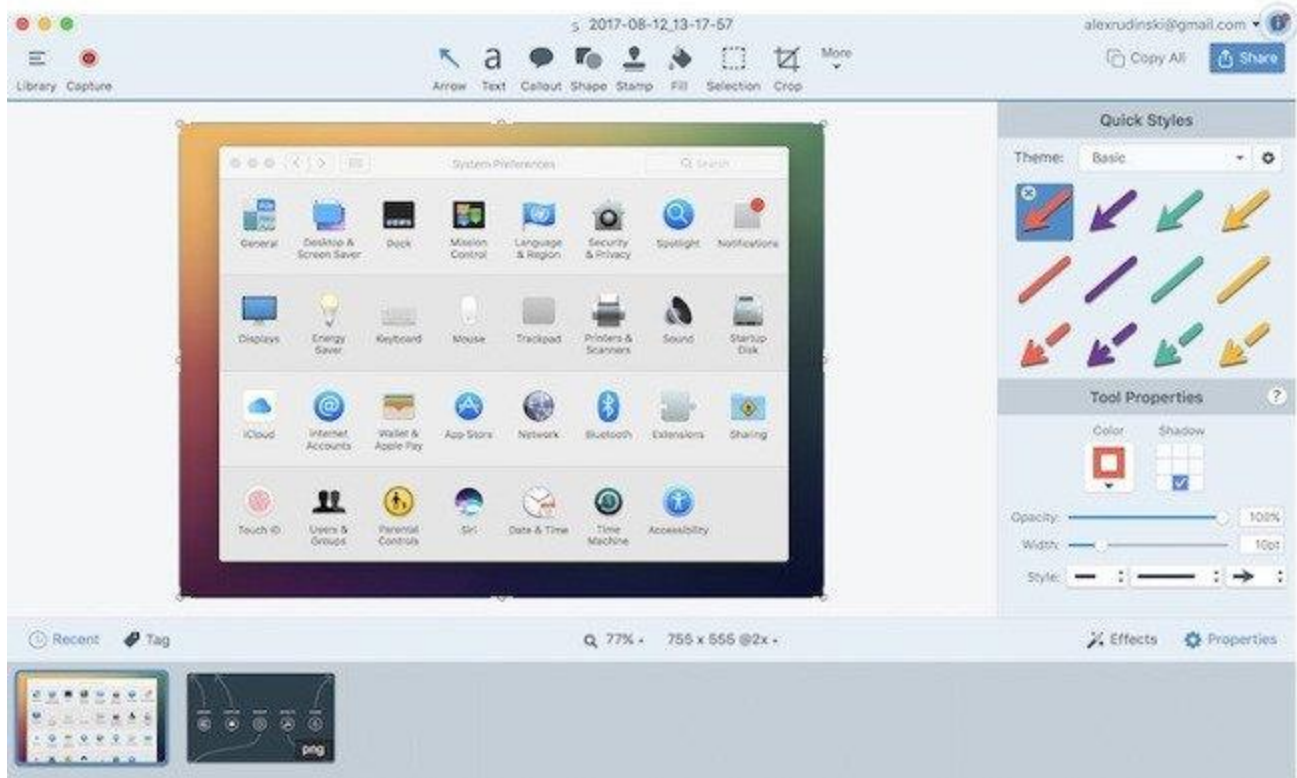 s 2017-08-12_13-17-57
alexrudinski@gmail.com
Library Capture
Arrow Text Callout Shape Stamp Fill Selection Crop
More
Copy All
Share
System Preferences
Search
General
Desktop &
Screen Saver
Dock
Mission
Control
Language
& Region
Security
& Privacy
Spotlight
Notifications
Displays
Energy
Saver
Keyboard
Mouse
Trackpad
Printers &
Scanners
Sound
Startup
Disk
iCloud
Internet
Accounts
Wallet &
Apple Pay
App Store
Network
Bluetooth
Extensions
Sharing
Touch ID
Users &
Groups
Parental
Controls
Siri
Date & Time
Time
Machine
Accessibility
Quick Styles
Theme: Basic
Tool Properties ?
Color Shadow
Opacity: 100%
Width: 10pt
Style:
Recent Tag
77%
755 x 555 @2x
Effects
Properties
png